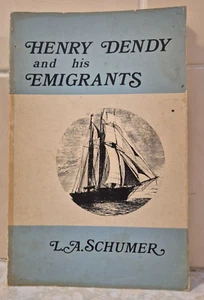 HENRY DENDY
and his
EMIGRANTS
L.A. SCHUMER